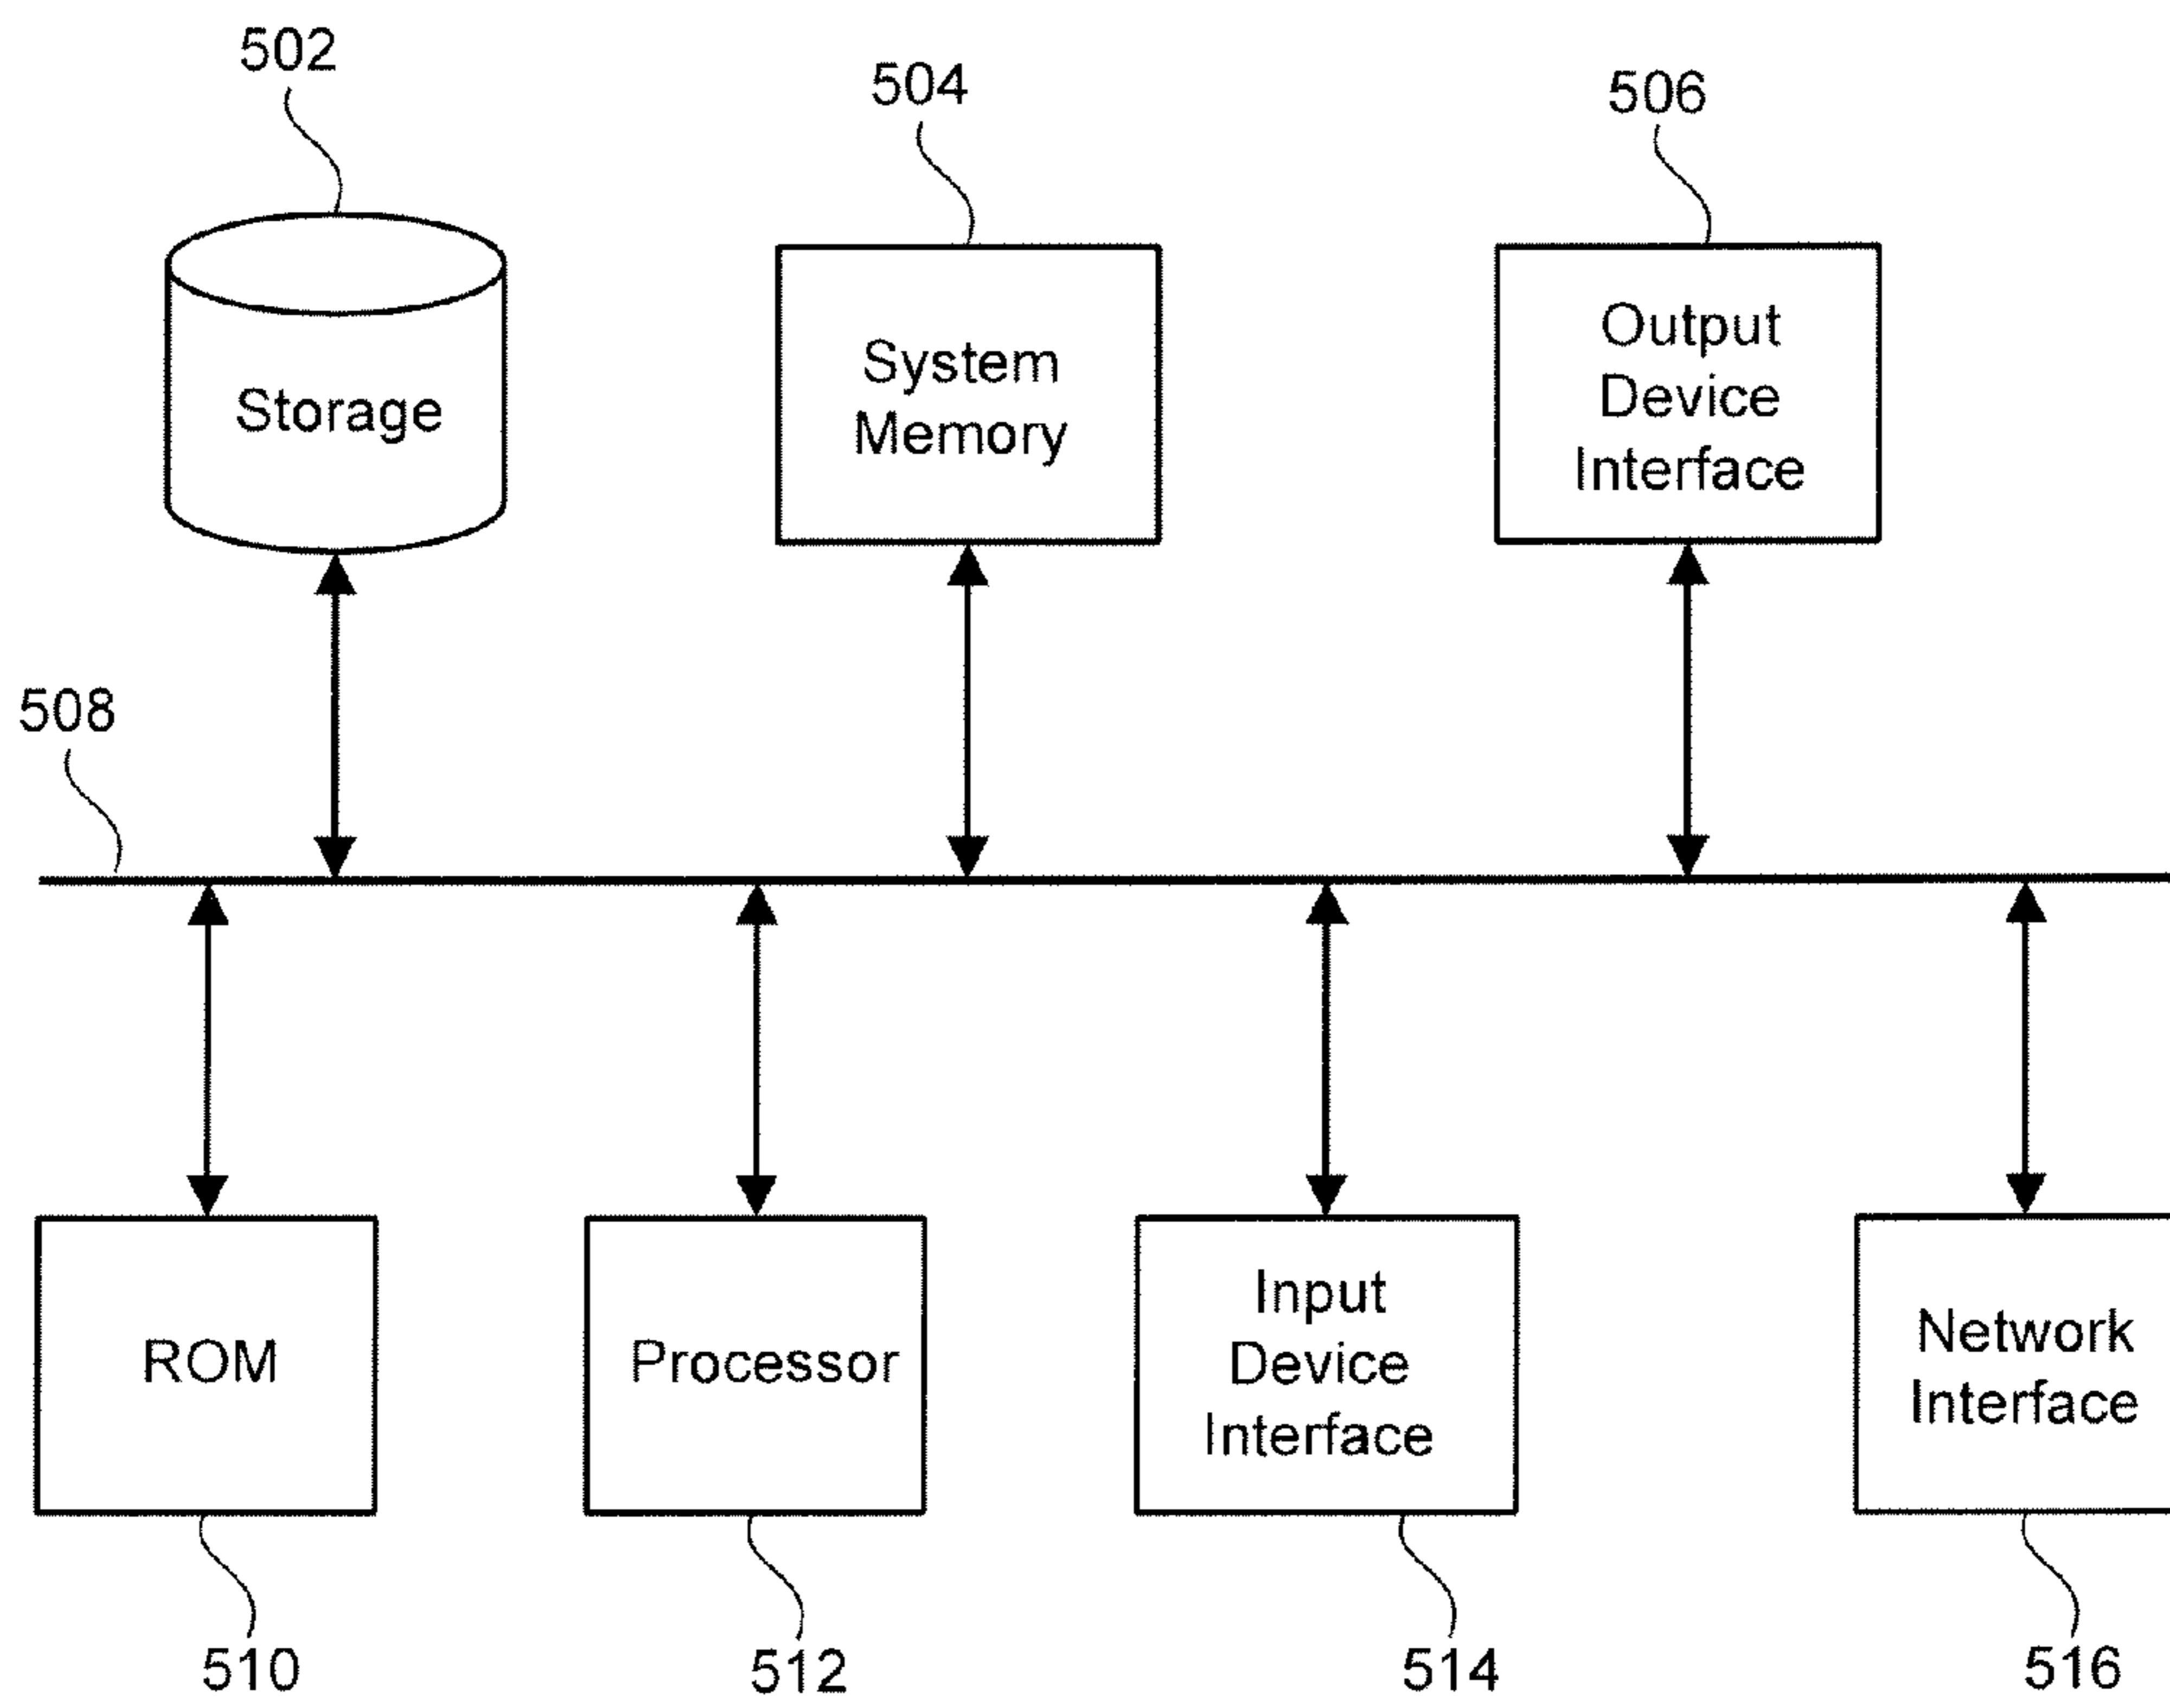 502
504
506
Storage
System
Memory
Output
Device
Interface
508
ROM
Processor
Input
Device
Interface
Network
Interface
510
512
514
516